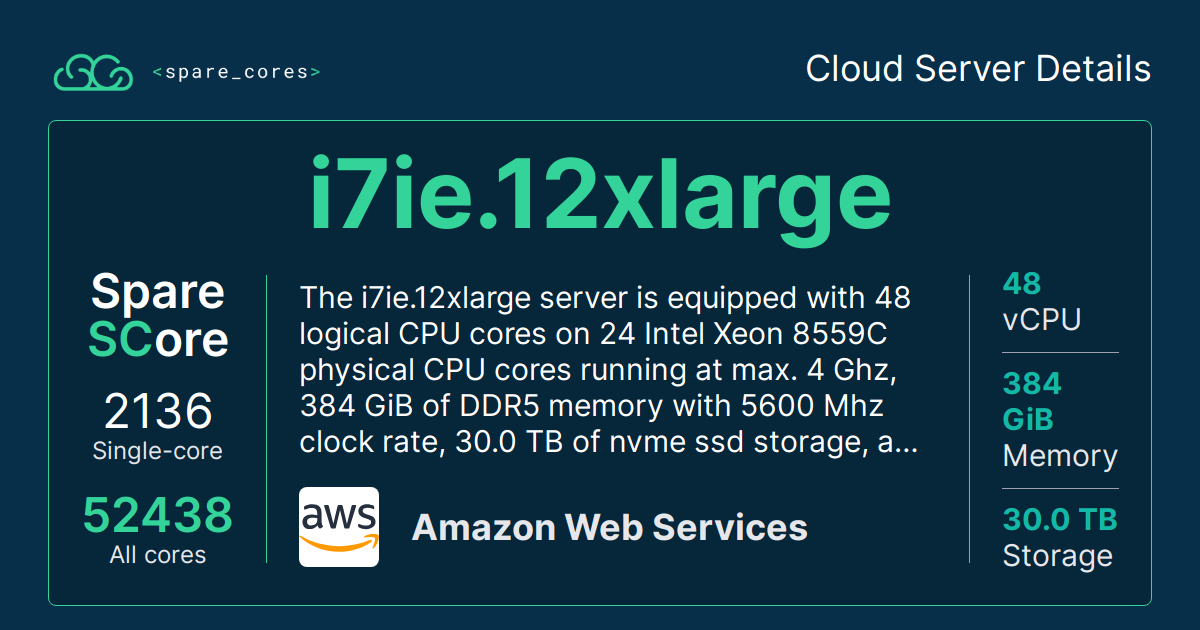 <spare_cores>
Cloud Server Details
i7ie.12xlarge
Spare
SCore
2136
Single-core
52438
All cores
The i7ie.12xlarge server is equipped with 48
logical CPU cores on 24 Intel Xeon 8559C
physical CPU cores running at max. 4 Ghz,
384 GiB of DDR5 memory with 5600 Mhz
clock rate, 30.0 TB of nvme ssd storage, a...
aws
Amazon Web Services
48
vCPU
384
GiB
Memory
30.0 TB
Storage